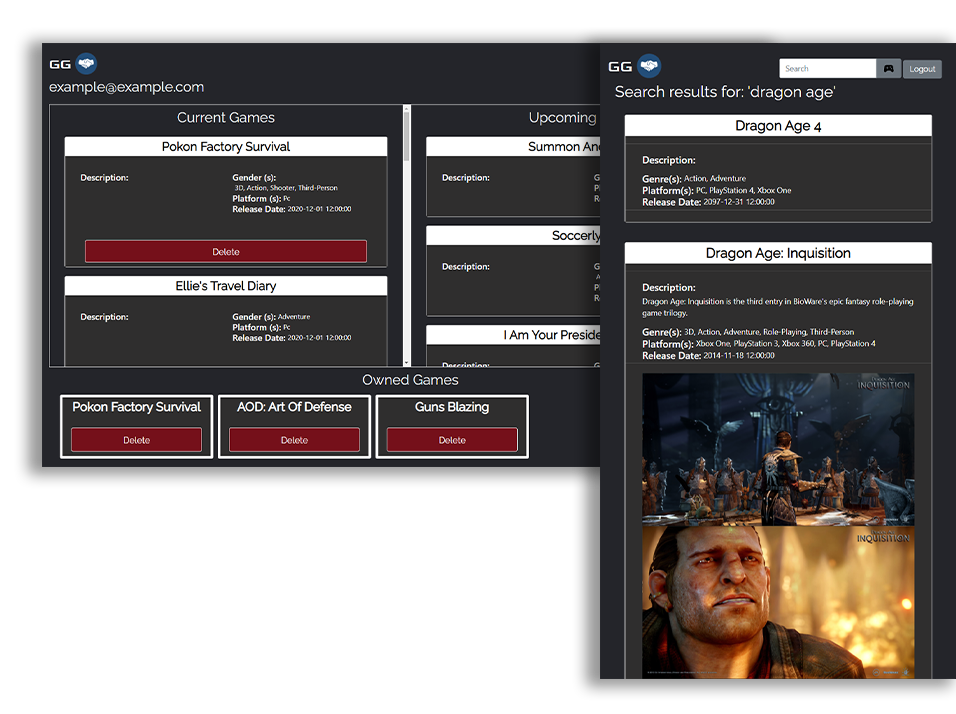 GG
example@example.com
Current Games
Pokon Factory Survival
Description:
Gender (s):
3D, Action, Shooter, Third-Person
Platform (s): Pc
Release Date: 2020-12-01 12:00:00
Delete
Ellie's Travel Diary
Description:
Gender (s): Adventure
Platform (s): Pc
Release Date: 2020-12-01 12:00:00
Upcoming
Summon And
Description:
G
P
R
Soccerly
Description:
G
A
P
R
I Am Your Preside
Description:
G
Owned Games
Pokon Factory Survival
Delete
AOD: Art Of Defense
Delete
Guns Blazing
Delete
GG
Search
Logout
Search results for: 'dragon age'
Dragon Age 4
Description:
Genre(s): Action, Adventure
Platform(s): PC, PlayStation 4, Xbox One
Release Date: 2097-12-31 12:00:00
Dragon Age: Inquisition
Description:
Dragon Age: Inquisition is the third entry in BioWare's epic fantasy role-playing
game trilogy.
Genre(s): 3D, Action, Adventure, Role-Playing, Third-Person
Platform(s): Xbox One, PlayStation 3, Xbox 360, PC, PlayStation 4
Release Date: 2014-11-18 12:00:00
INQUISITION
INQUISITION